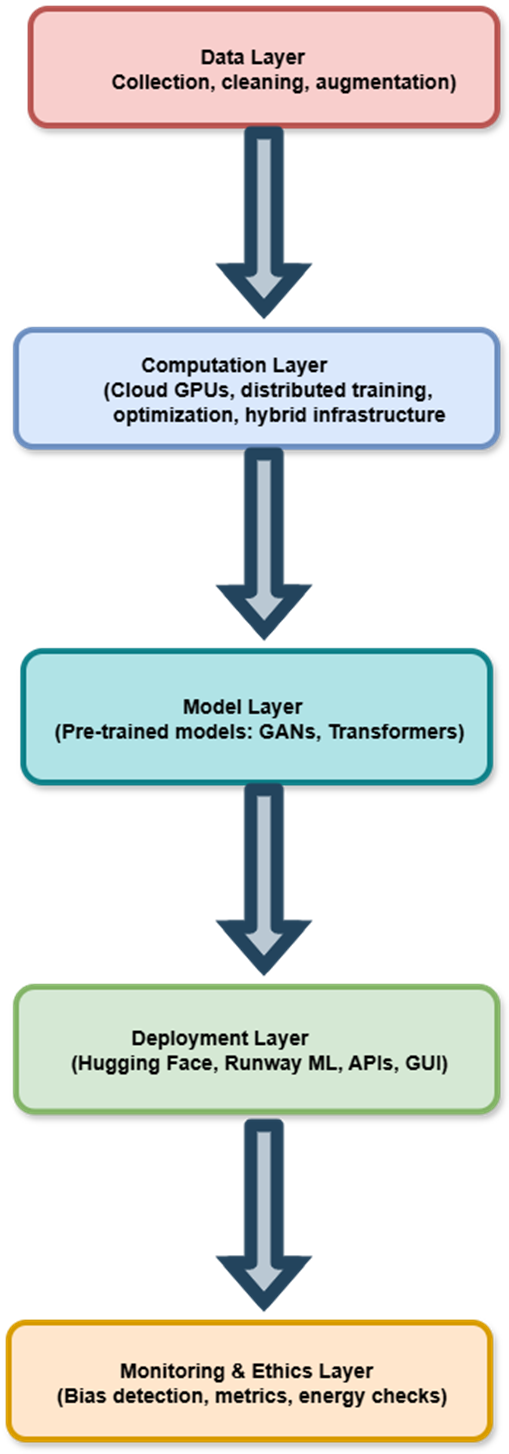 Data Layer
Collection, cleaning, augmentation)
Computation Layer
(Cloud GPUs, distributed training,
optimization, hybrid infrastructure
Model Layer
(Pre-trained models: GANs, Transformers)
Deployment Layer
(Hugging Face, Runway ML, APIs, GUI)
Monitoring & Ethics Layer
(Bias detection, metrics, energy checks)